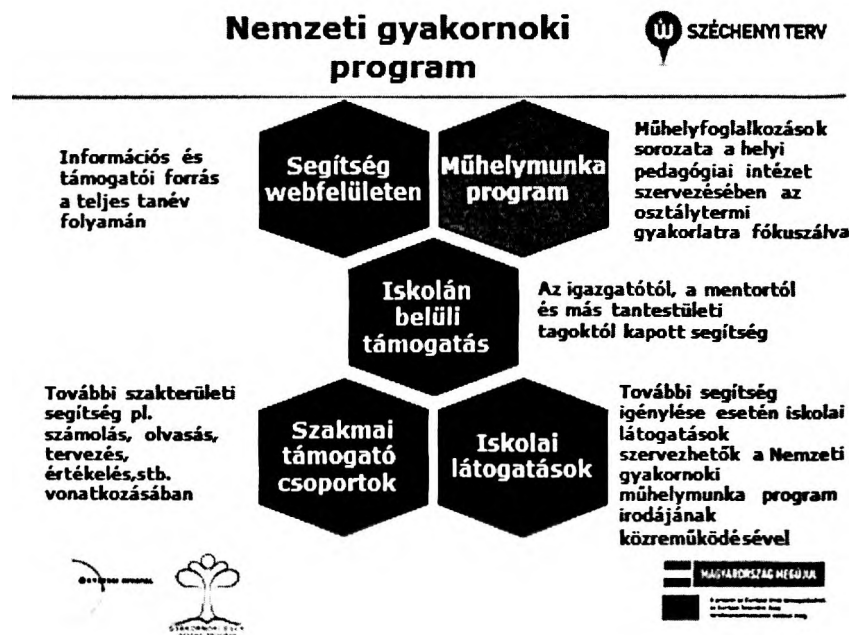 Nemzeti gyakornoki
program
SZÉCHENYI TERV
Információs és
támogatói forrás
a teljes tanév
folyamán
Segítség
webfelületen
Műhelymunka
program
Műhelyfoglalkozások
sorozata a helyi
pedagógiai intézet
szervezésében az
osztálytermi
gyakorlatra fókuszálva
Iskolán
belüli
támogatás
Az igazgatótól, a mentortól
és más tantestületi
tagoktól kapott segítség
További szakterületi
segítség pl.
számolás, olvasás,
tervezés,
értékelés,stb.
vonatkozásában
Szakmai
támogató
csoportok
Iskolai
látogatások
További segítség
igénylése esetén iskolai
látogatások
szervezhetők a Nemzeti
gyakornoki
műhelymunka program
irodájának
közreműködésével
MAGYARORSZÁG MEGÚJUL